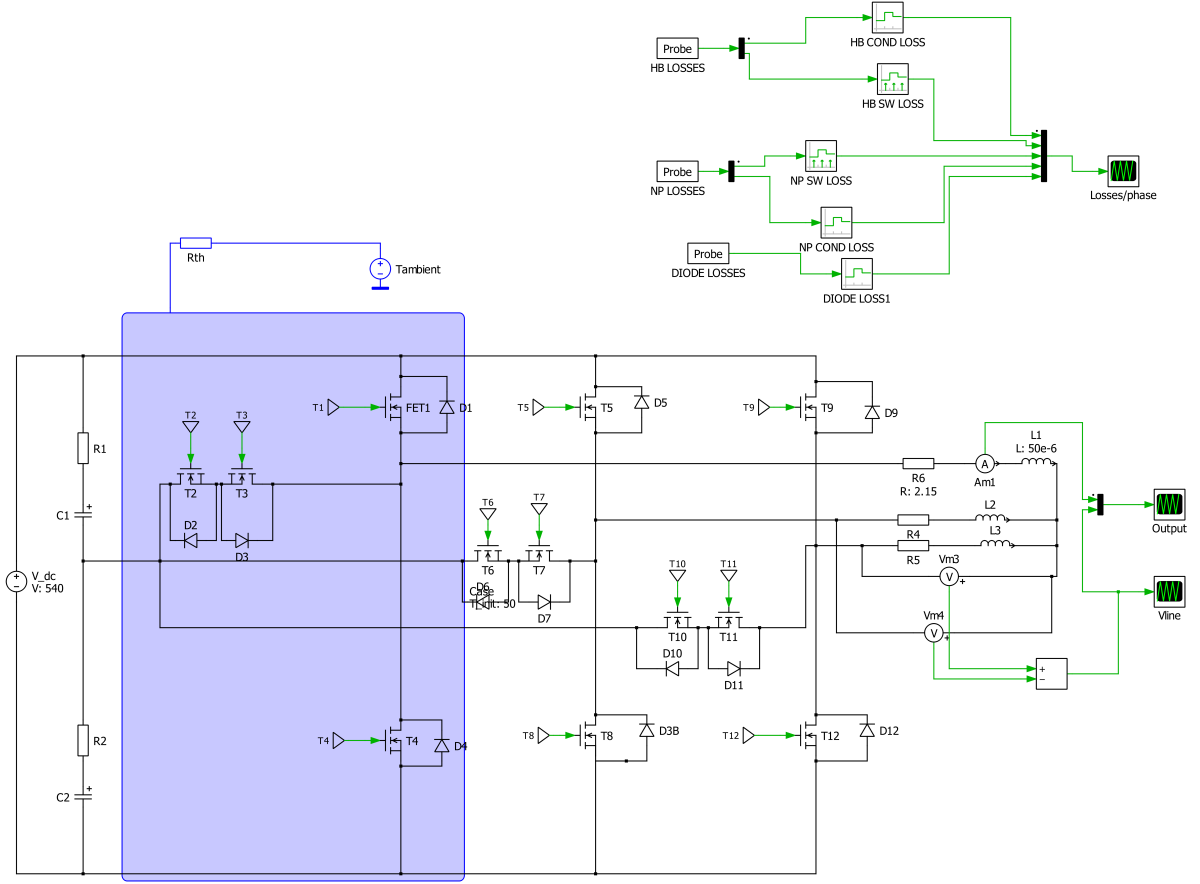 HB COND LOSS
Probe
HB LOSSES
HB SW LOSS
Probe
NP LOSSES
NP SW LOSS
Losses/phase
NP COND LOSS
Probe
DIODE LOSSES
DIODE LOSS1
Rth
+
−
Tambient
T1
FET1
D1
T5
T5
D5
T9
T9
D9
T2
T3
R1
T2
T3
D2
D3
+
C1
R6
R: 2.15
A
Am1
L1
L: 50e-6
T6
T7
T6
T7
D6
D7
Case
T_init: 50
R4
L2
R5
L3
Output
+
−
V_dc
V: 540
Vm3
V
+
Vm4
V
+
Vline
T10
T11
T10
T11
D10
D11
+
−
R2
+
C2
T4
T4
D4
T8
T8
D3B
T12
T12
D12